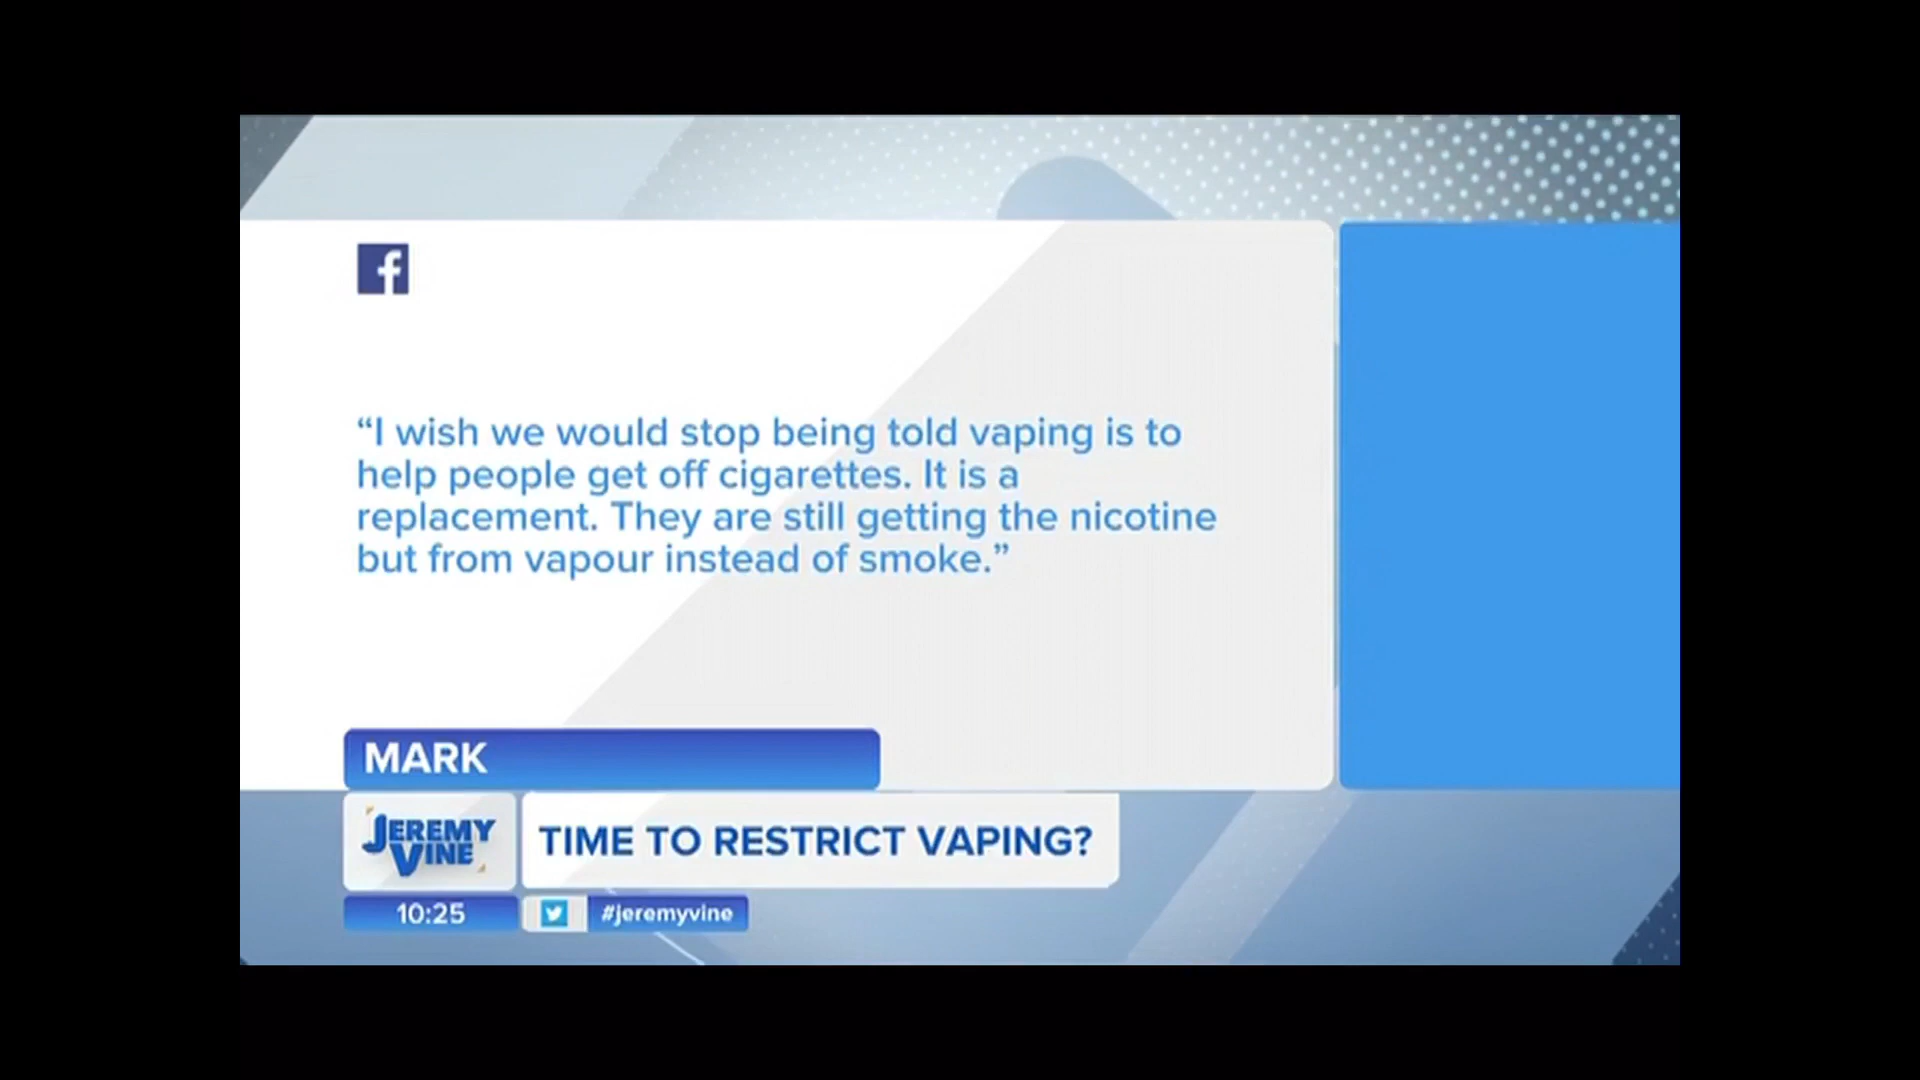 f
“I wish we would stop being told vaping is to
help people get off cigarettes. It is a
replacement. They are still getting the nicotine
but from vapour instead of smoke.”
MARK
JEREMY
VINE
TIME TO RESTRICT VAPING?
10:25
#jeremyvine